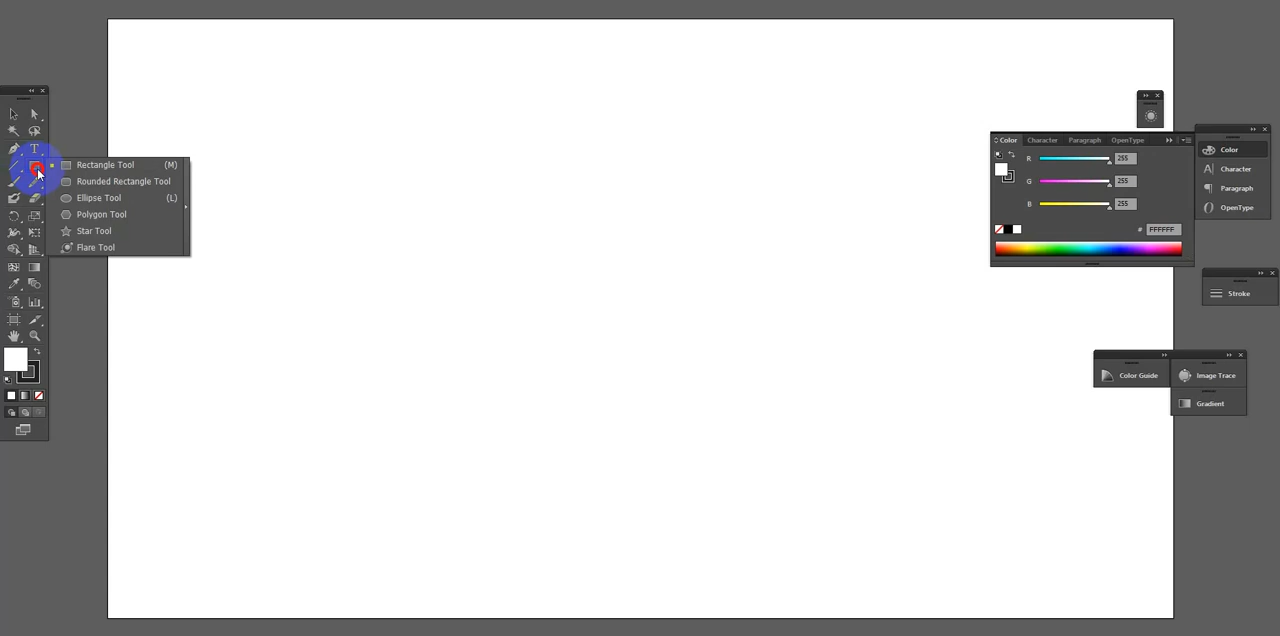 Rectangle Tool (M)
Rounded Rectangle Tool
Ellipse Tool (L)
Polygon Tool
Star Tool
Flare Tool
Color Character Paragraph OpenType
R 255
G 255
B 255
# FFFFFF
Color
Character
Paragraph
OpenType
Stroke
Color Guide
Image Trace
Gradient